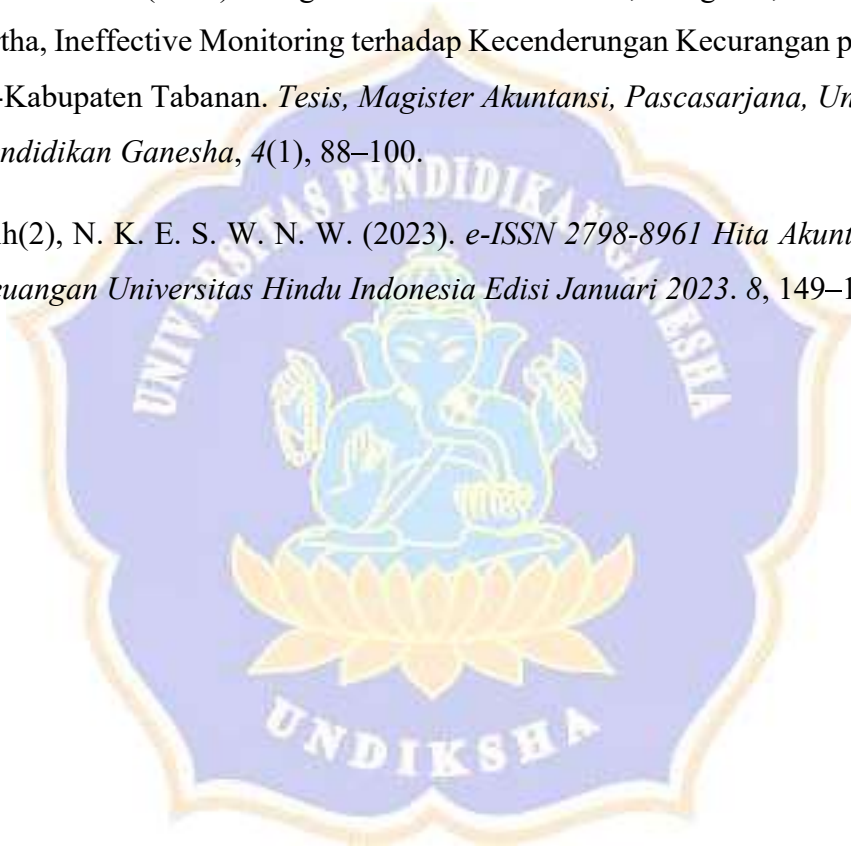 rtha, Ineffective Monitoring terhadap Kecenderungan Kecurangan p
-Kabupaten Tabanan. Tesis, Magister Akuntansi, Pascasarjana, Un
ndidikan Ganesha, 4(1), 88–100.
h(2), N. K. E. S. W. N. W. (2023). e-ISSN 2798-8961 Hita Akunt
euangan Universitas Hindu Indonesia Edisi Januari 2023. 8, 149–1
UNIVERSITAS PENDIDIKAN GANESHA
UNDIKSHA